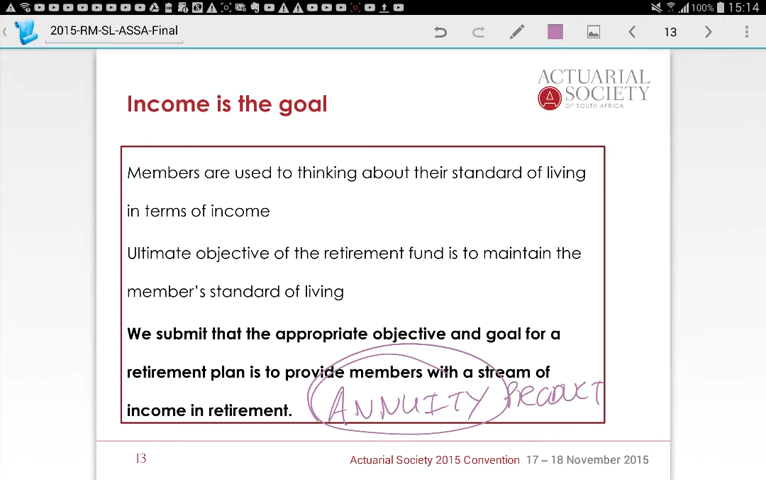 100% 15:14
2015-RM-SL-ASSA-Final
13
ACTUARIAL
SOCIETY
OF SOUTH AFRICA
Income is the goal
Members are used to thinking about their standard of living
in terms of income
Ultimate objective of the retirement fund is to maintain the
member's standard of living
We submit that the appropriate objective and goal for a
retirement plan is to provide members with a stream of
income in retirement.
ANNUITY PRODUCT
13
Actuarial Society 2015 Convention 17 – 18 November 2015